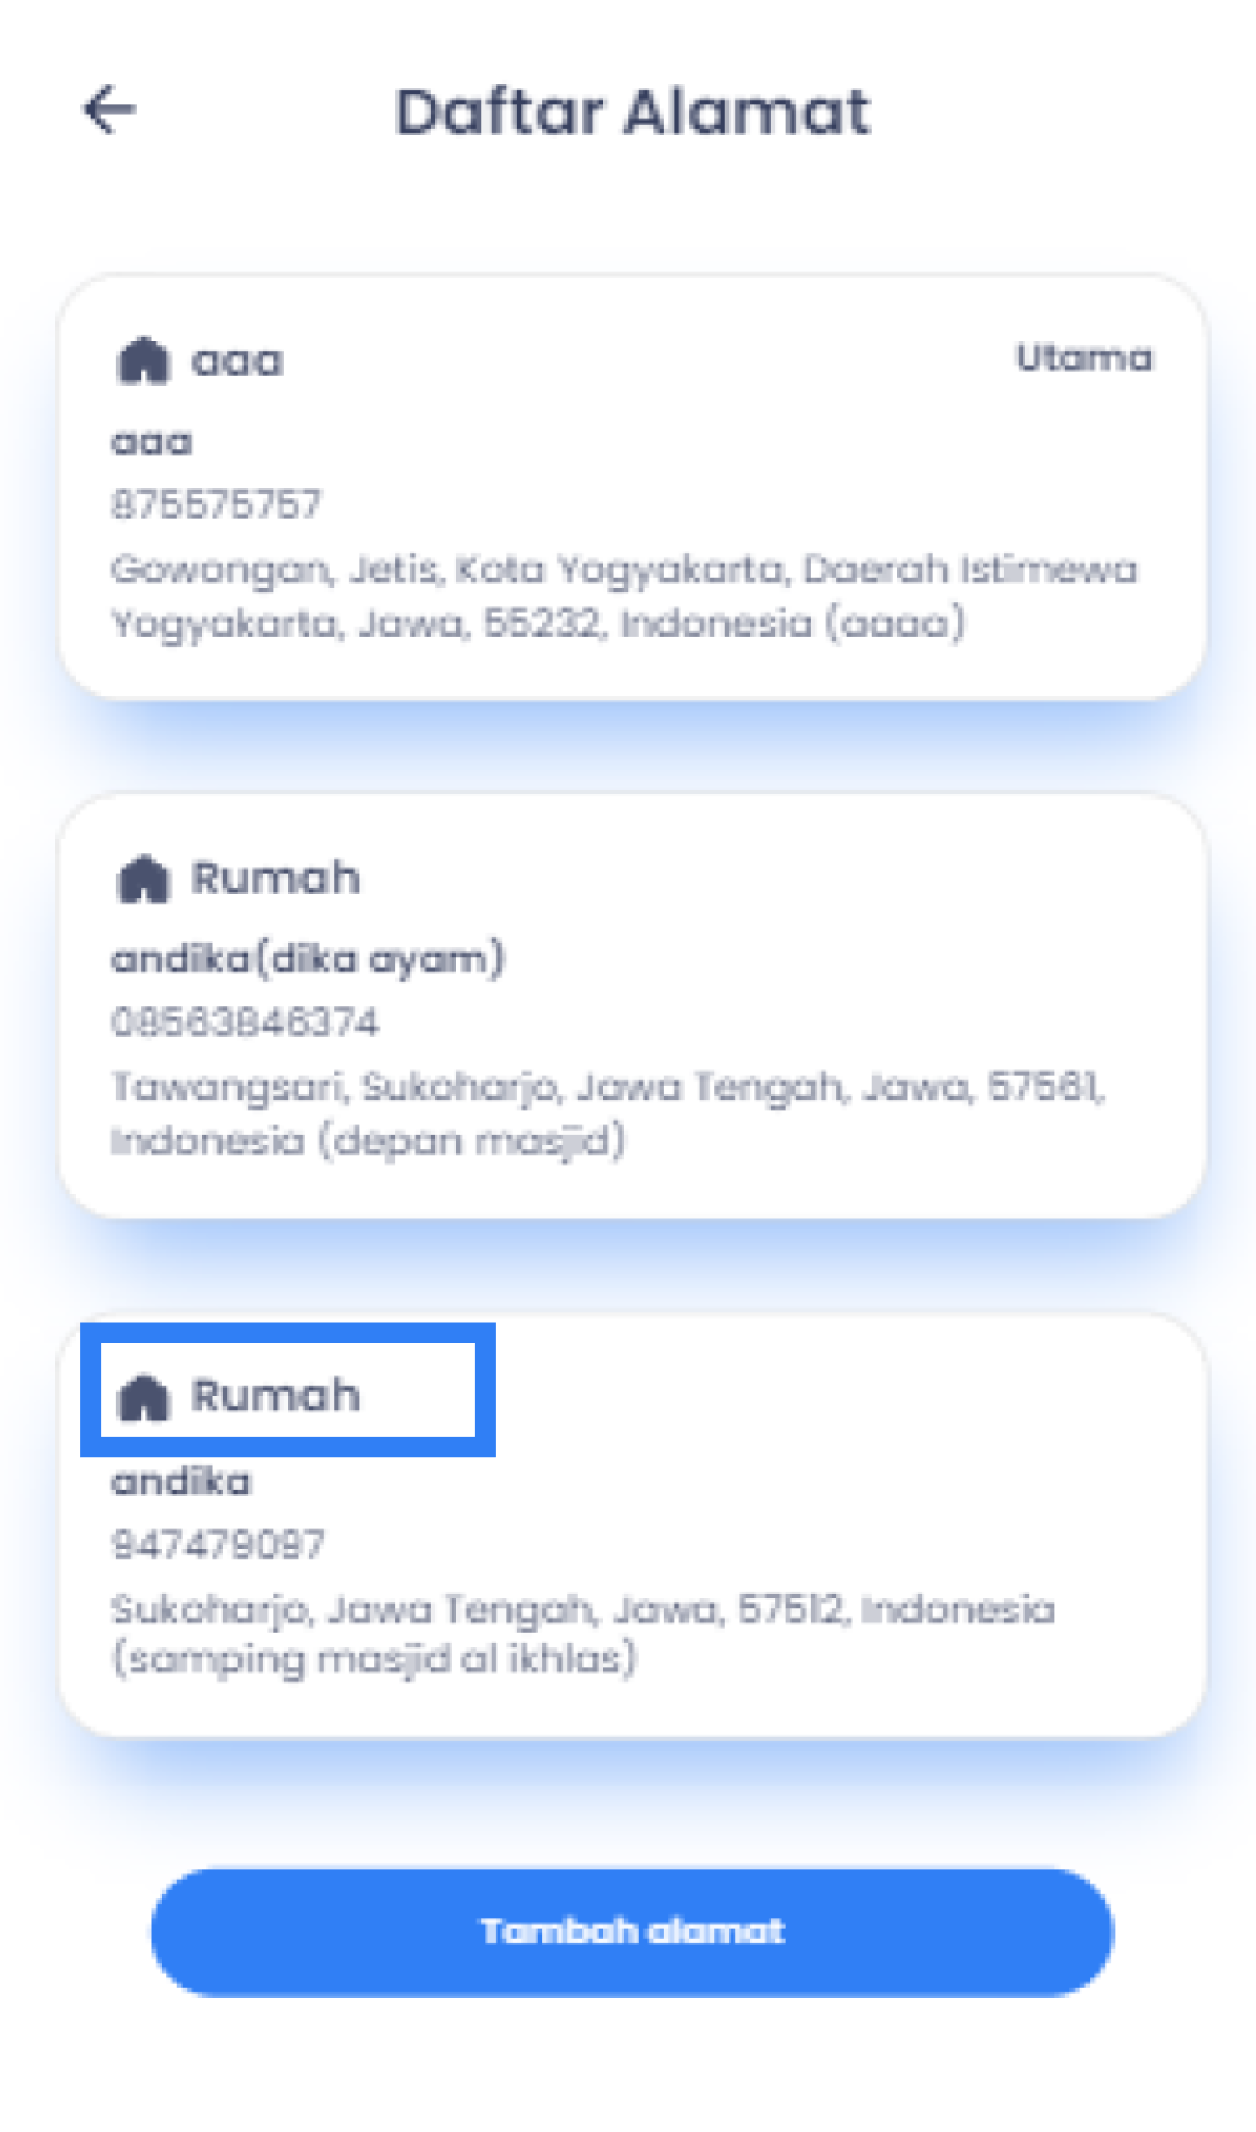 Daftar Alamat
aaa
Utama
aaa
875575757
Gowongan, Jetis, Kota Yogyakarta, Daerah Istimewa
Yogyakarta, Jawa, 55232, Indonesia (aaaa)
Rumah
andika(dika ayam)
08563846374
Tawangsari, Sukoharjo, Jawa Tengah, Jawa, 57561,
Indonesia (depan masjid)
Rumah
andika
947479097
Sukoharjo, Jawa Tengah, Jawa, 57512, Indonesia
(samping masjid al ikhlas)
Tambah alamat